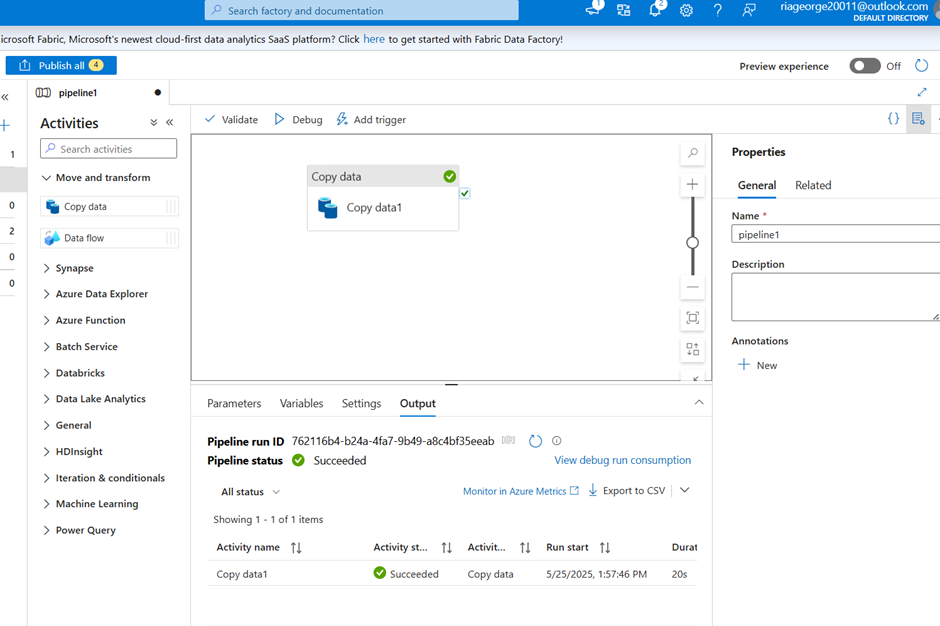 Search factory and documentation
1
2
riageorge20011@outlook.com
DEFAULT DIRECTORY
icrosoft Fabric, Microsoft's newest cloud-first data analytics SaaS platform? Click here to get started with Fabric Data Factory!
Publish all 4
Preview experience
Off
pipeline1
Activities
Search activities
Move and transform
Copy data
Data flow
Synapse
Azure Data Explorer
Azure Function
Batch Service
Databricks
Data Lake Analytics
General
HDInsight
Iteration & conditionals
Machine Learning
Power Query
1
0
2
0
0
Validate
Debug
Add trigger
Copy data
Copy data1
Properties
General
Related
Name *
pipeline1
Description
Annotations
New
Parameters
Variables
Settings
Output
Pipeline run ID 762116b4-b24a-4fa7-9b49-a8c4bf35eeab
Pipeline status Succeeded
View debug run consumption
All status
Monitor in Azure Metrics
Export to CSV
Showing 1 - 1 of 1 items
Activity name
Activity st...
Activit...
Run start
Durat
Copy data1
Succeeded
Copy data
5/25/2025, 1:57:46 PM
20s